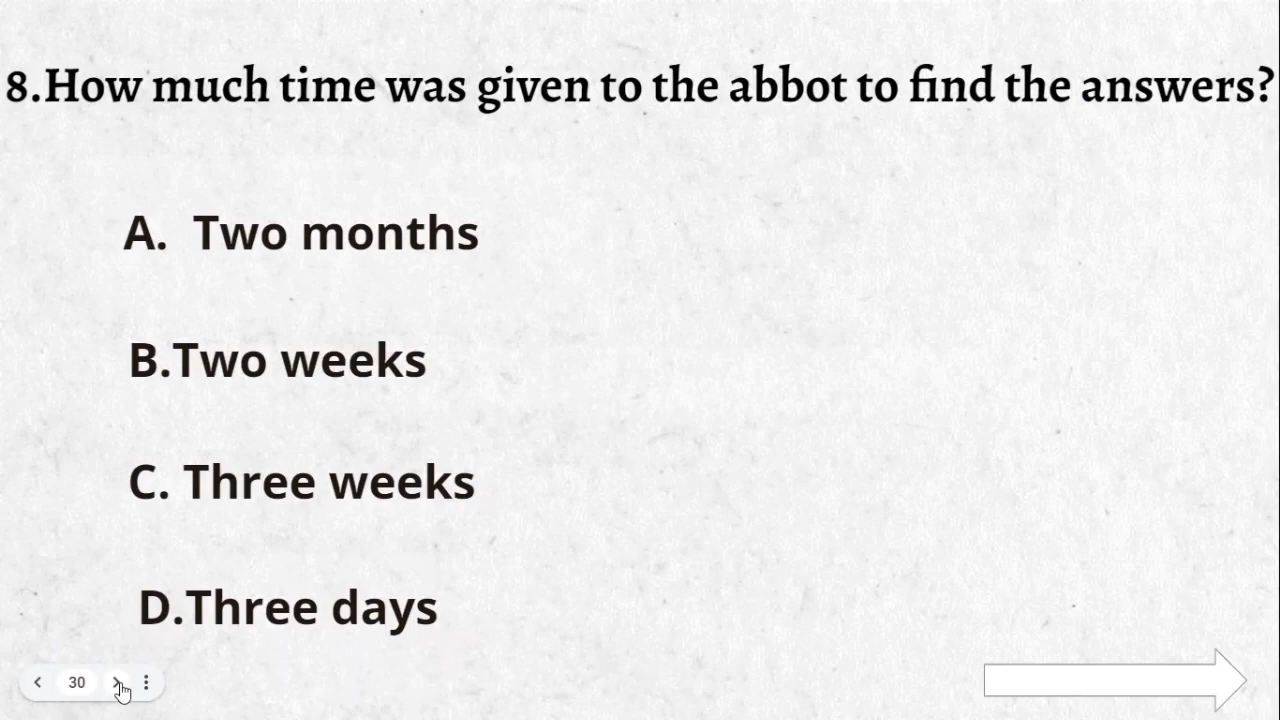 8.How much time was given to the abbot to find the answers?
A. Two months
B.Two weeks
C. Three weeks
D.Three days
30